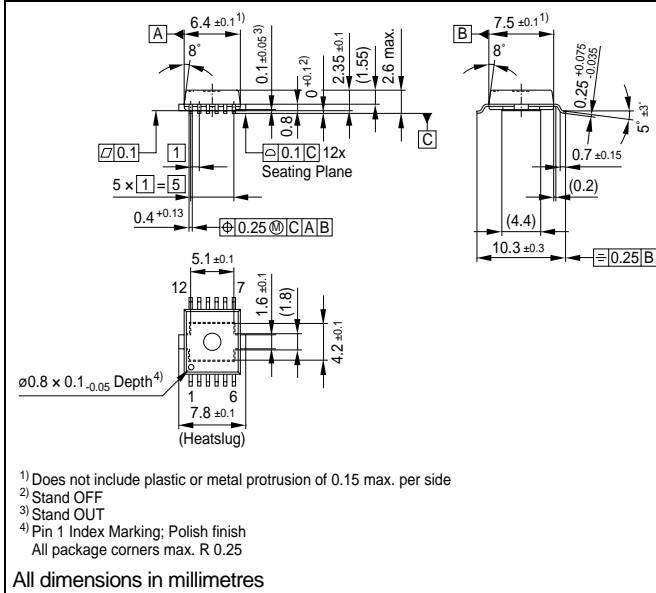 A
6.4 ±0.1 1)
8°
0.1 ±0.05 3)
0 +0.1 2)
2.35 ±0.1
(1.55)
2.6 max.
0.8
C
⏥ 0.1
1
⌓ 0.1 C 12x
Seating Plane
5 × 1 = 5
0.4 +0.13
⌖ 0.25 Ⓜ C A B
B
7.5 ±0.1 1)
8°
0.25 +0.075 -0.035
5° ±3°
0.7 ±0.15
(0.2)
(4.4)
10.3 ±0.3
⌯ 0.25 B
5.1 ±0.1
12
7
1.6 ±0.1
(1.8)
4.2 ±0.1
ø0.8 × 0.1 -0.05 Depth 4)
1
6
7.8 ±0.1
(Heatslug)
1) Does not include plastic or metal protrusion of 0.15 max. per side
2) Stand OFF
3) Stand OUT
4) Pin 1 Index Marking; Polish finish
All package corners max. R 0.25
All dimensions in millimetres